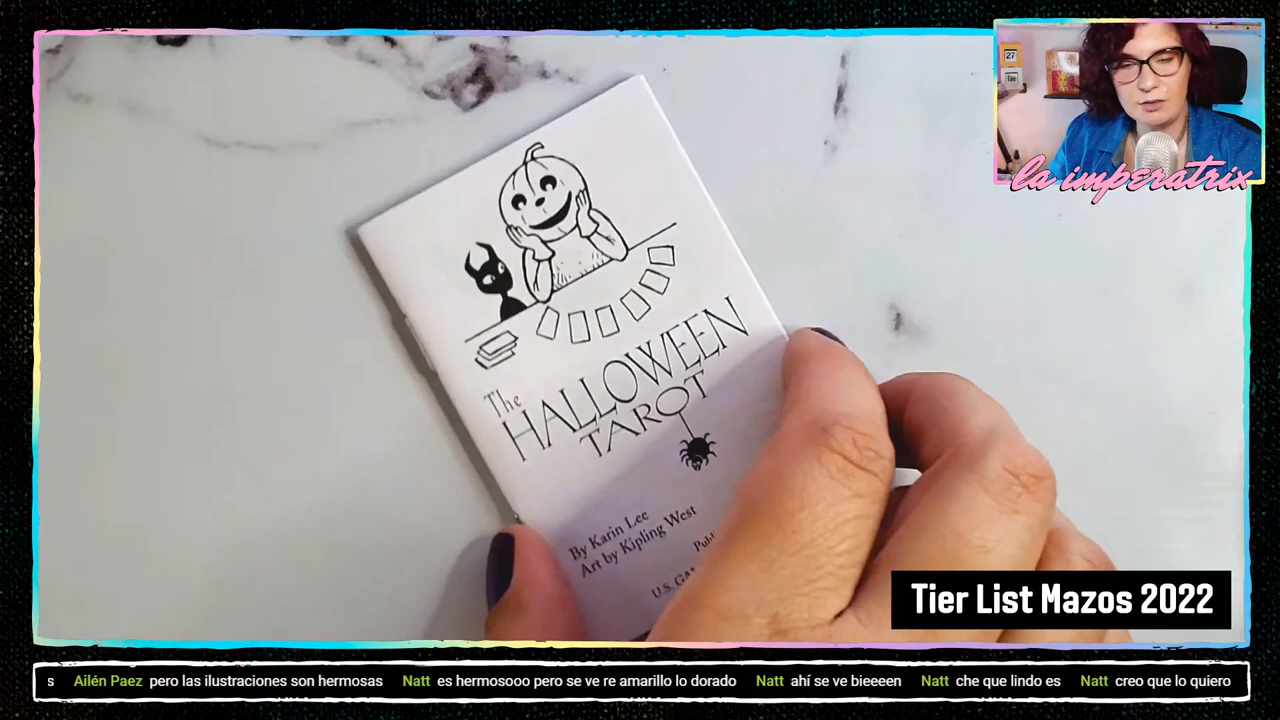 27
la imperatrix
The
HALLOWEEN
TAROT
By Karin Lee
Art by Kipling West
Tier List Mazos 2022
s Ailén Paez pero las ilustraciones son hermosas Natt es hermosooo pero se ve re amarillo lo dorado Natt ahí se ve bieeeen Natt che que lindo es Natt creo que lo quiero